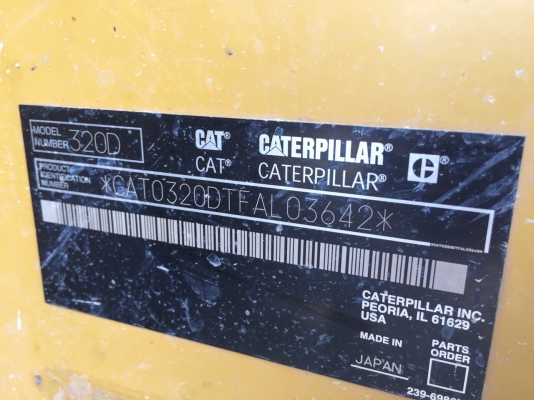 MODEL NUMBER 320D
CAT® CATERPILLAR®
CAT® CATERPILLAR®
PRODUCT IDENTIFICATION NUMBER
*CAT0320DTFAL03642*
CATERPILLAR INC.
PEORIA, IL 61629
USA
MADE IN
JAPAN
PARTS ORDER